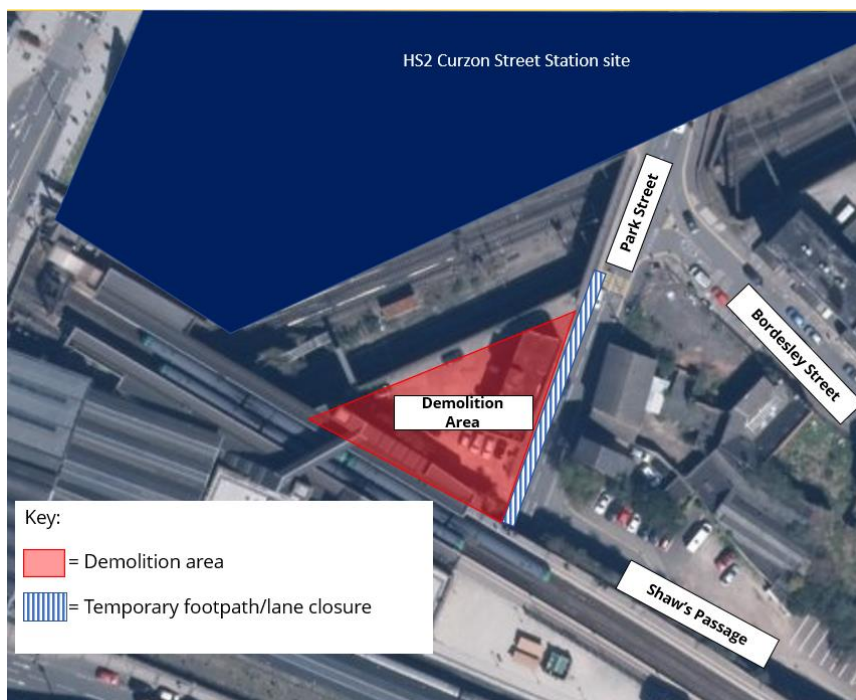 HS2 Curzon Street Station site
Park Street
Bordesley Street
Demolition
Area
Shaw's Passage
Key:
= Demolition area
= Temporary footpath/lane closure